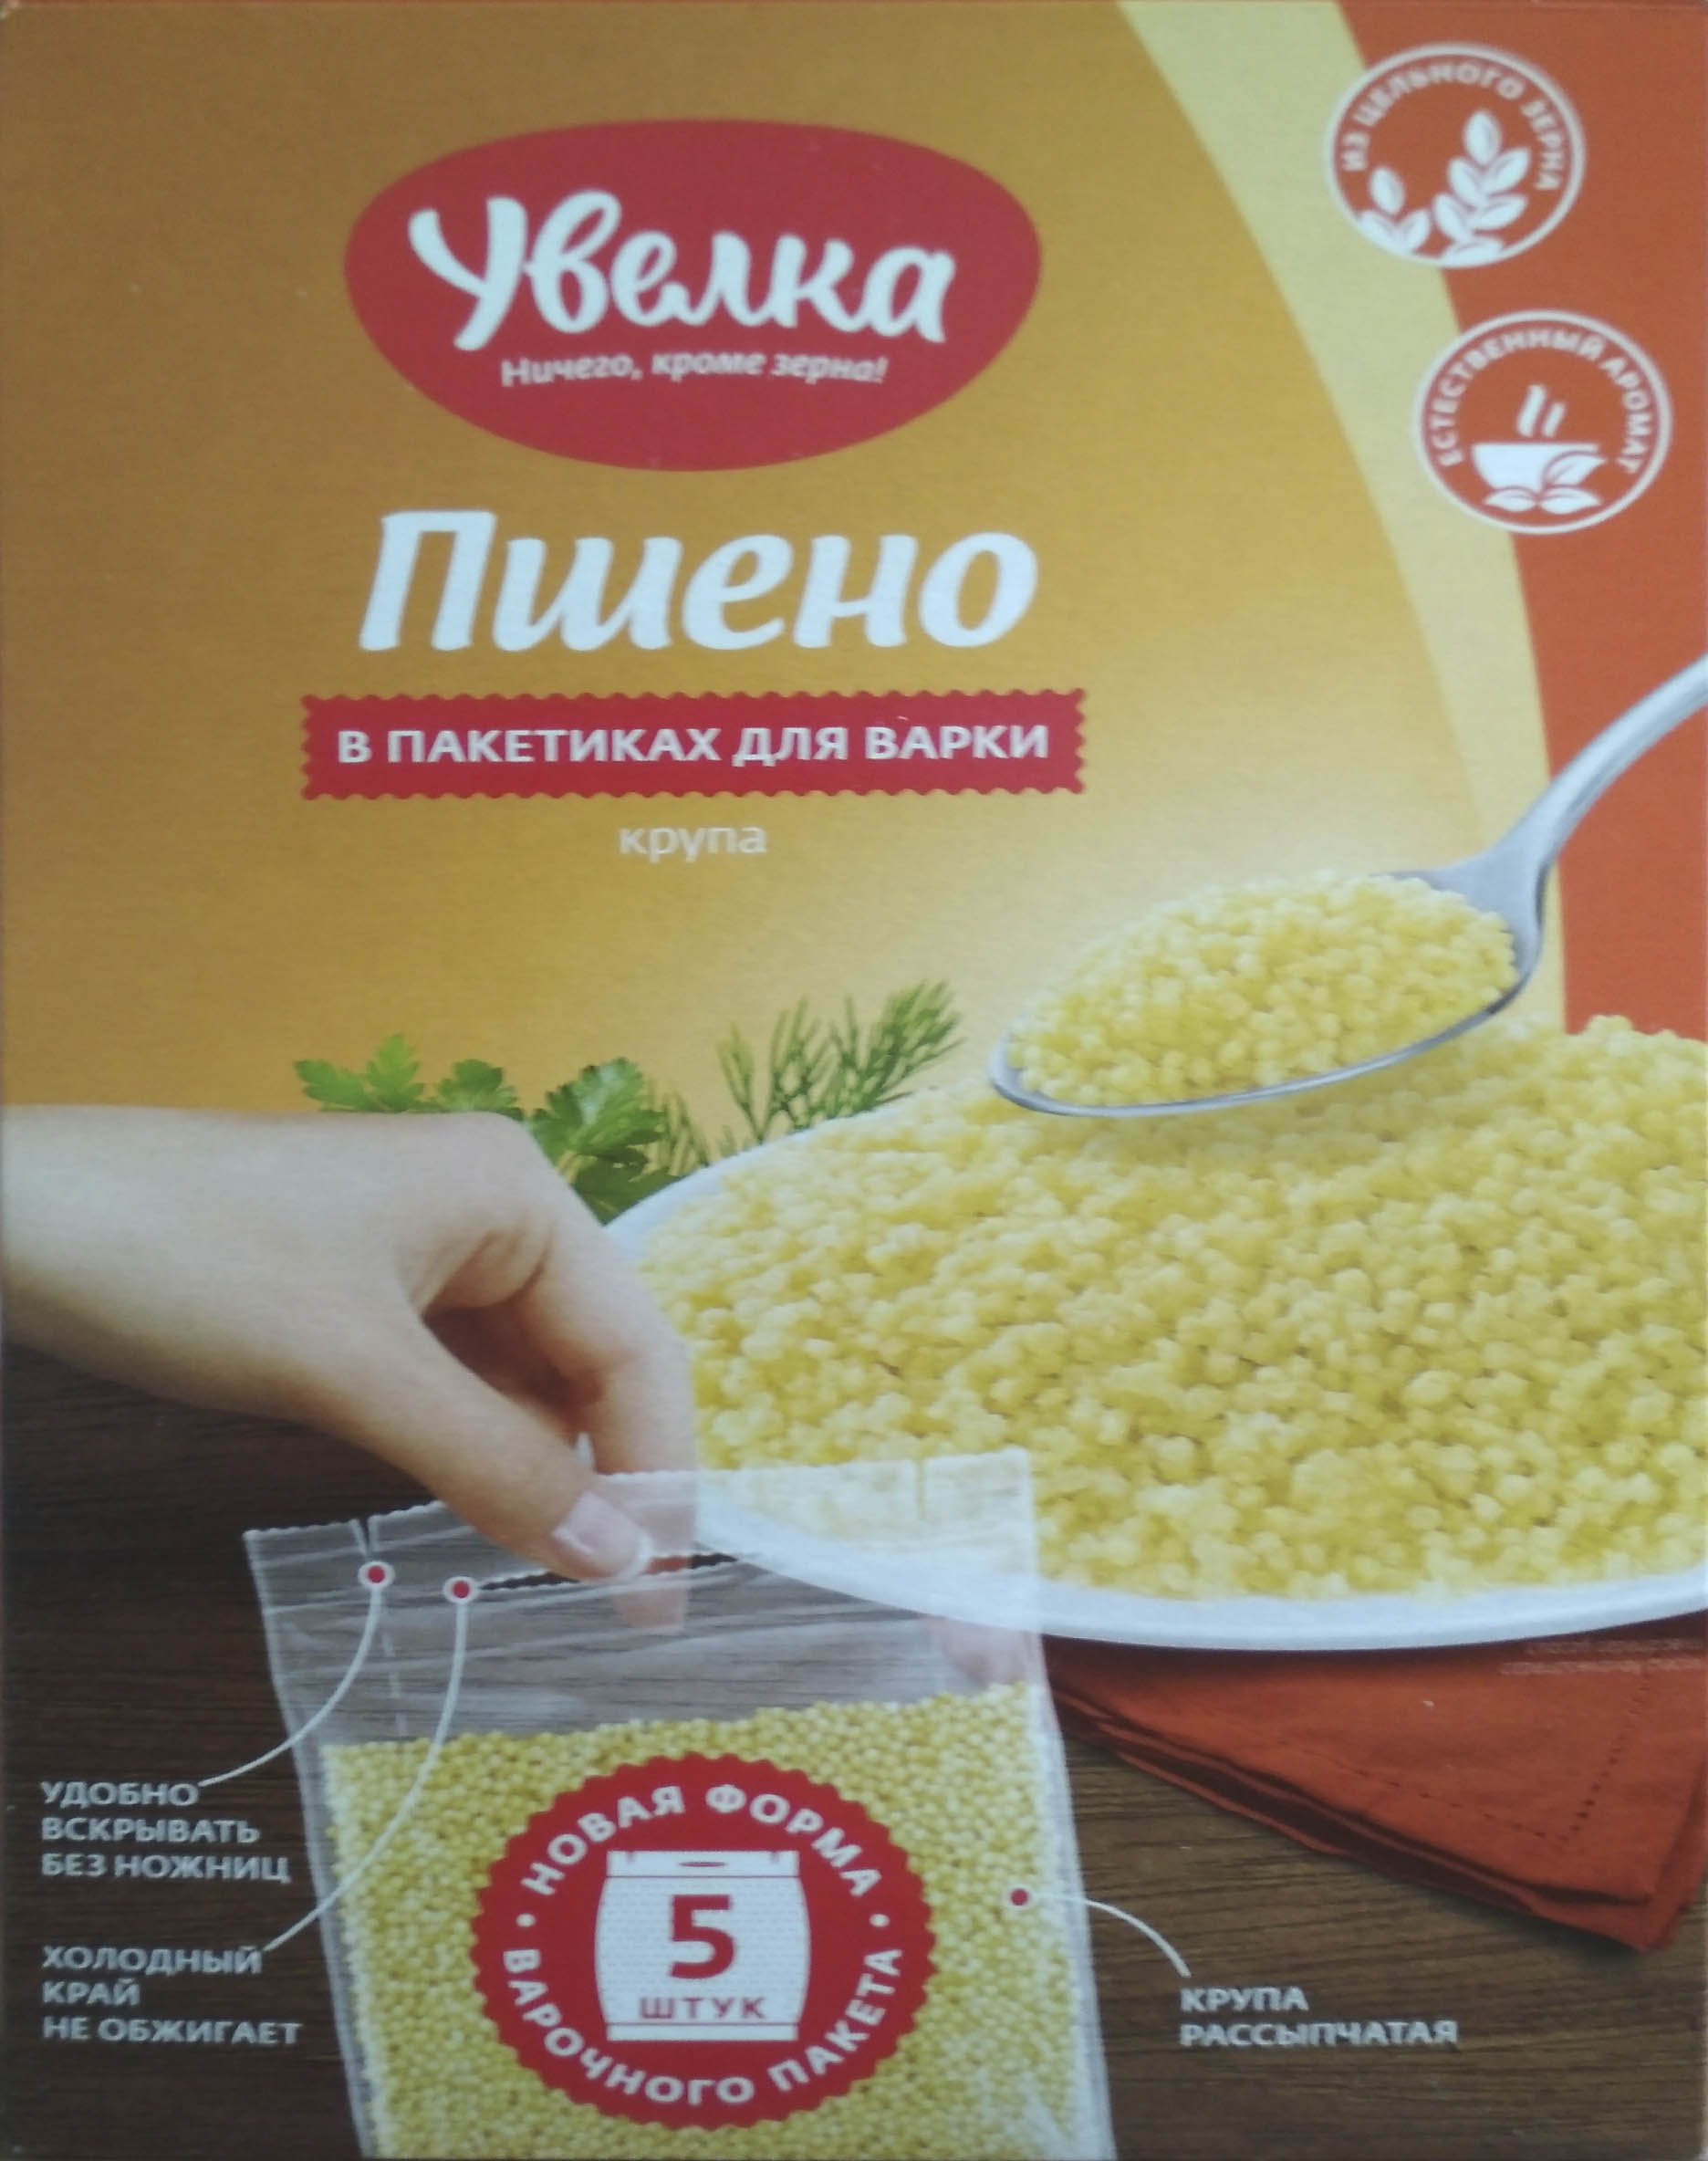 ИЗ ЦЕЛЬНОГО ЗЕРНА
Увелка
Ничего, кроме зерна!
ЕСТЕСТВЕННЫЙ АРОМАТ
Пшено
В ПАКЕТИКАХ ДЛЯ ВАРКИ
крупа
УДОБНО
ВСКРЫВАТЬ
БЕЗ НОЖНИЦ
ХОЛОДНЫЙ
КРАЙ
НЕ ОБЖИГАЕТ
• НОВАЯ ФОРМА •
5
ШТУК
ВАРОЧНОГО ПАКЕТА
КРУПА
РАССЫПЧАТАЯ